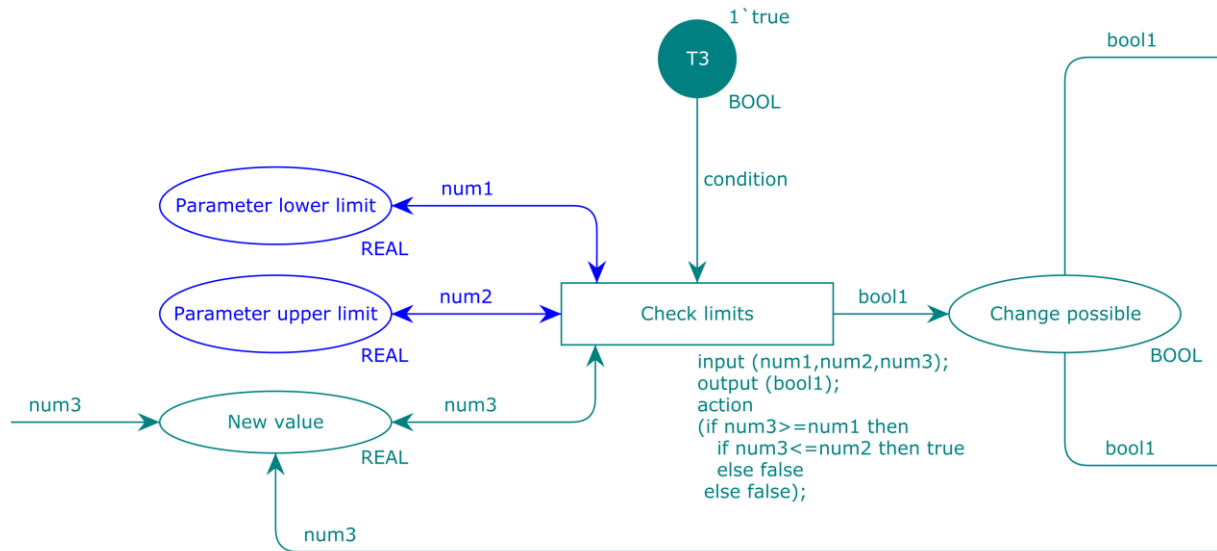 1`true
T3
BOOL
bool1
condition
num1
Parameter lower limit
REAL
num2
Parameter upper limit
REAL
Check limits
bool1
Change possible
BOOL
input (num1,num2,num3);
output (bool1);
action
(if num3>=num1 then
if num3<=num2 then true
else false
else false);
num3
New value
num3
REAL
bool1
num3